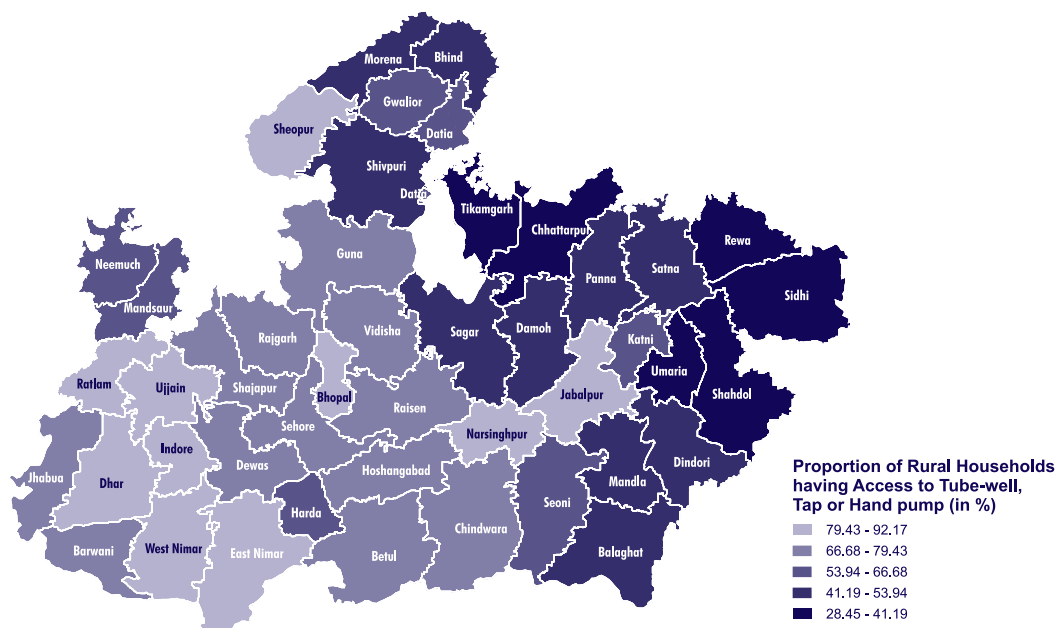 Morena
Bhind
Gwalior
Sheopur
Datia
Shivpuri
Datia
Tikamgarh
Chhattarpur
Rewa
Guna
Neemuch
Panna
Satna
Sidhi
Mandsaur
Rajgarh
Vidisha
Sagar
Damoh
Katni
Umaria
Ratlam
Ujjain
Shajapur
Bhopal
Raisen
Jabalpur
Shahdol
Sehore
Narsinghpur
Indore
Dewas
Hoshangabad
Jhabua
Dhar
Dindori
Mandla
Seoni
Harda
Chindwara
Barwani
West Nimar
East Nimar
Betul
Balaghat
Proportion of Rural Households
having Access to Tube-well,
Tap or Hand pump (in %)
79.43 - 92.17
66.68 - 79.43
53.94 - 66.68
41.19 - 53.94
28.45 - 41.19